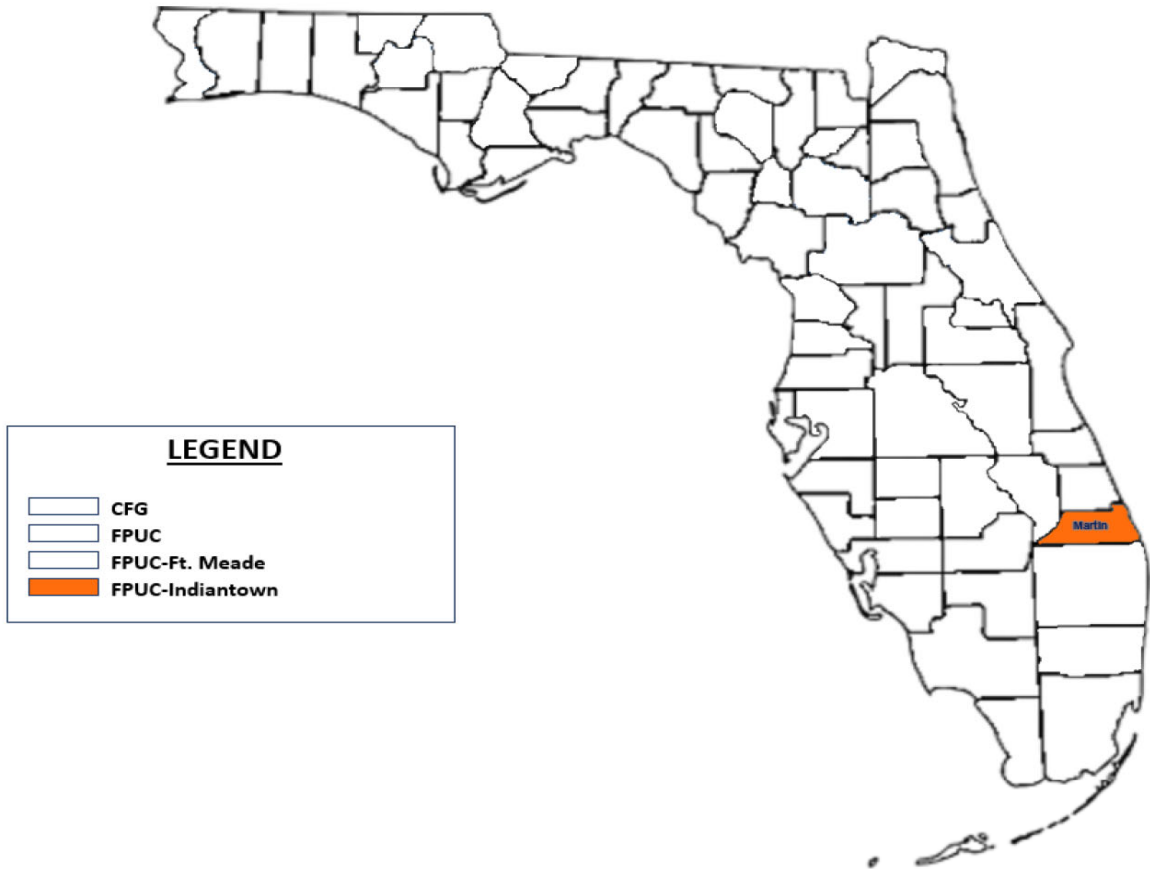 LEGEND
CFG
FPUC
FPUC-Ft. Meade
FPUC-Indiantown
Martin